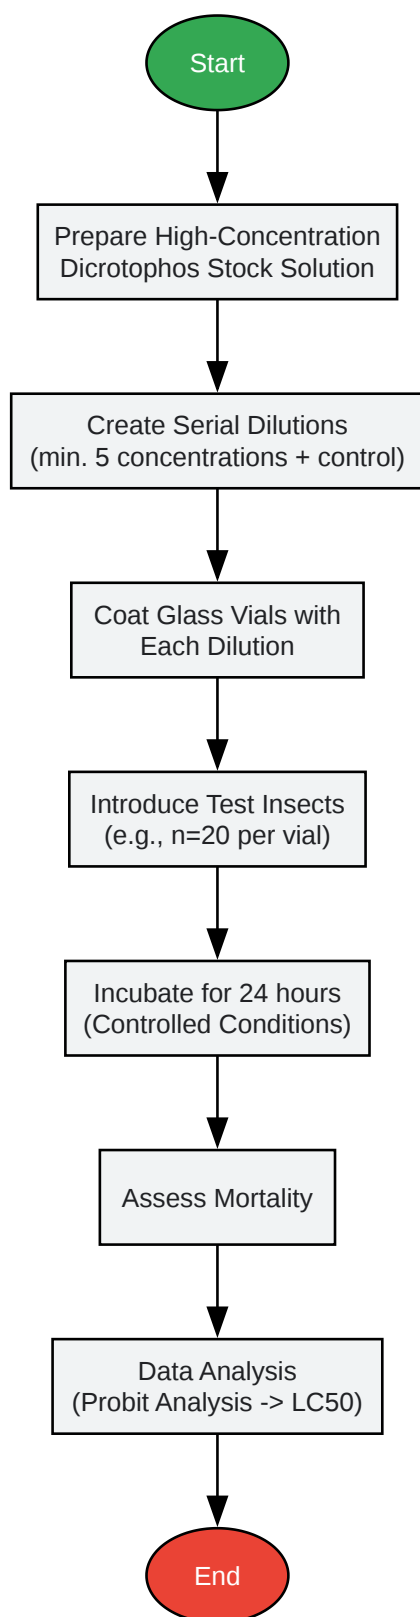 Start
Prepare High-Concentration
Dicrotophos Stock Solution
Create Serial Dilutions
(min. 5 concentrations + control)
Coat Glass Vials with
Each Dilution
Introduce Test Insects
(e.g., n=20 per vial)
Incubate for 24 hours
(Controlled Conditions)
Assess Mortality
Data Analysis
(Probit Analysis -> LC50)
End